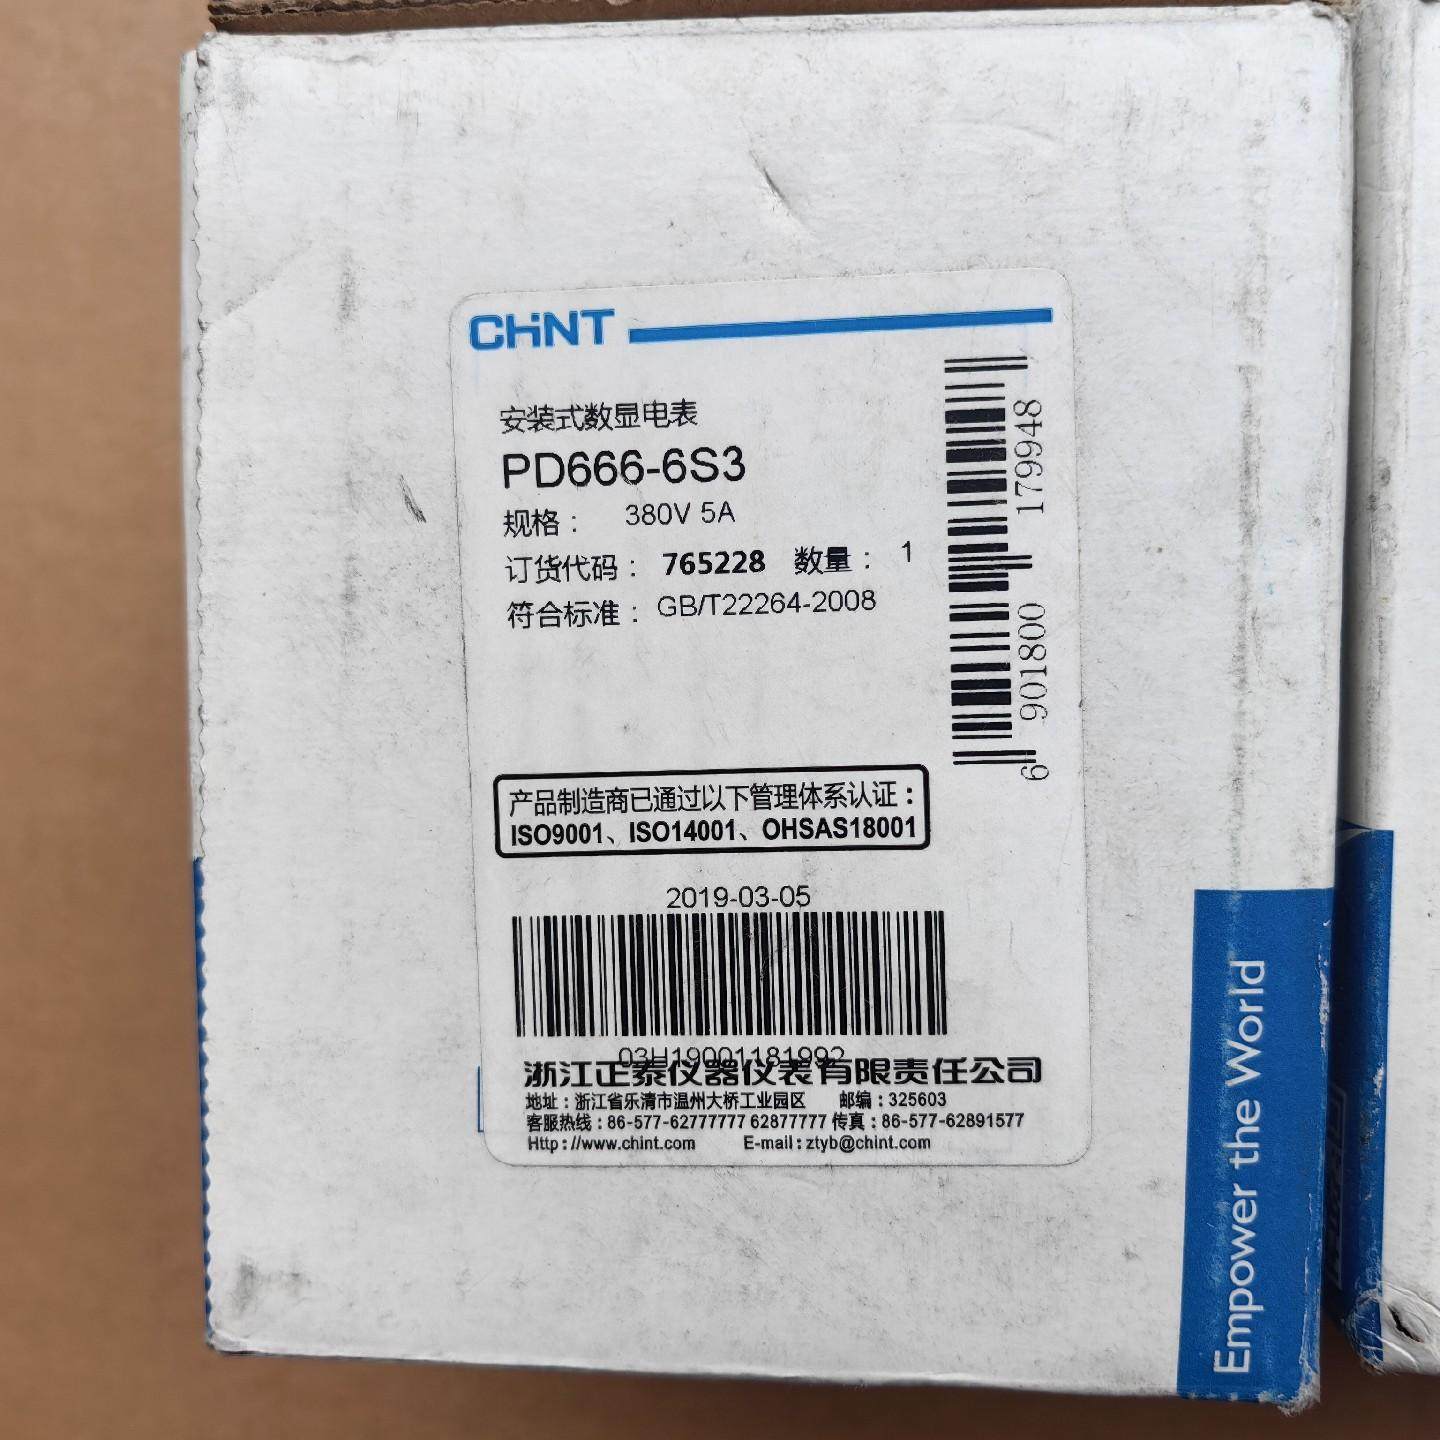 CHiNT
安装式数显电表
PD666-6S3
规格： 380V 5A
订货代码： 765228 数量： 1
符合标准： GB/T22264-2008
6 901800 179948
产品制造商已通过以下管理体系认证：
ISO9001、ISO14001、OHSAS18001
2019-03-05
03H19001181992
浙江正泰仪器仪表有限责任公司
地址：浙江省乐清市温州大桥工业园区 邮编：325603
客服热线：86-577-62777777 62877777 传真：86-577-62891577
Http://www.chint.com E-mail:ztyb@chint.com
Empower the World